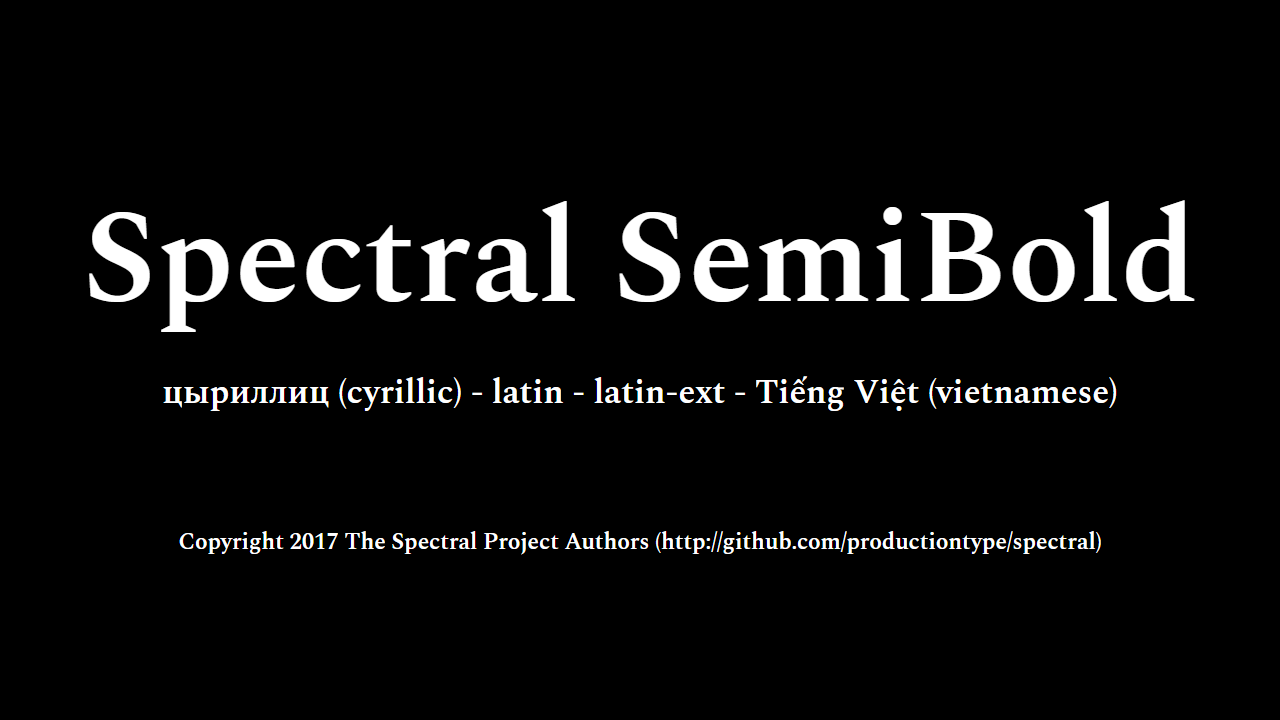 Spectral SemiBold
цыриллиц (cyrillic) - latin - latin-ext - Tiếng Việt (vietnamese)
Copyright 2017 The Spectral Project Authors (http://github.com/productiontype/spectral)